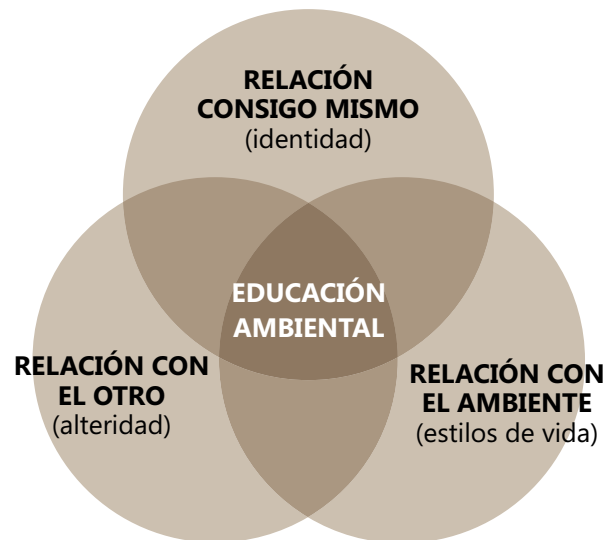 RELACIÓN
CONSIGO MISMO
(identidad)
EDUCACIÓN
AMBIENTAL
RELACIÓN CON
EL OTRO
(alteridad)
RELACIÓN CON
EL AMBIENTE
(estilos de vida)